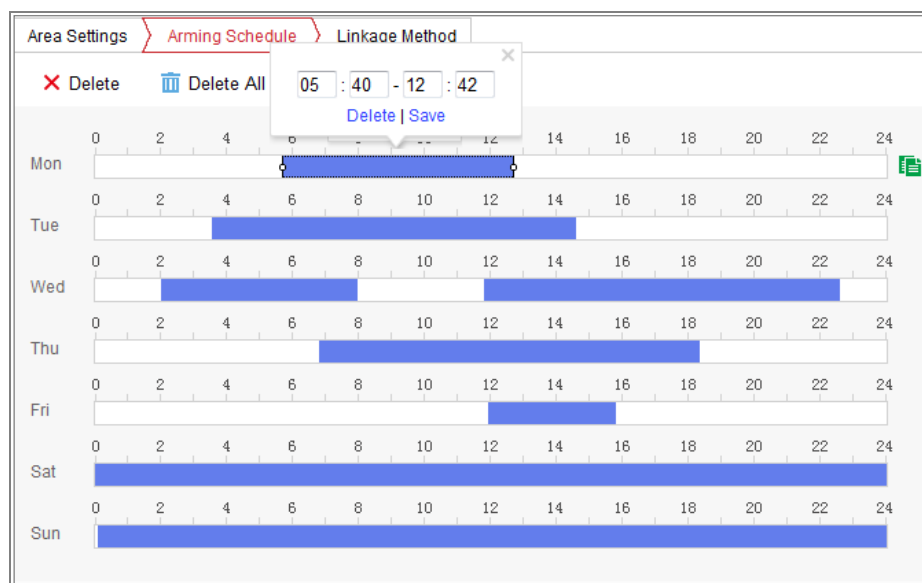 Area Settings Arming Schedule Linkage Method
Delete Delete All
05 : 40 - 12 : 42
Delete | Save
0 2 4 6 12 14 16 18 20 22 24
Mon
0 2 4 6 8 10 12 14 16 18 20 22 24
Tue
0 2 4 6 8 10 12 14 16 18 20 22 24
Wed
0 2 4 6 8 10 12 14 16 18 20 22 24
Thu
0 2 4 6 8 10 12 14 16 18 20 22 24
Fri
0 2 4 6 8 10 12 14 16 18 20 22 24
Sat
0 2 4 6 8 10 12 14 16 18 20 22 24
Sun